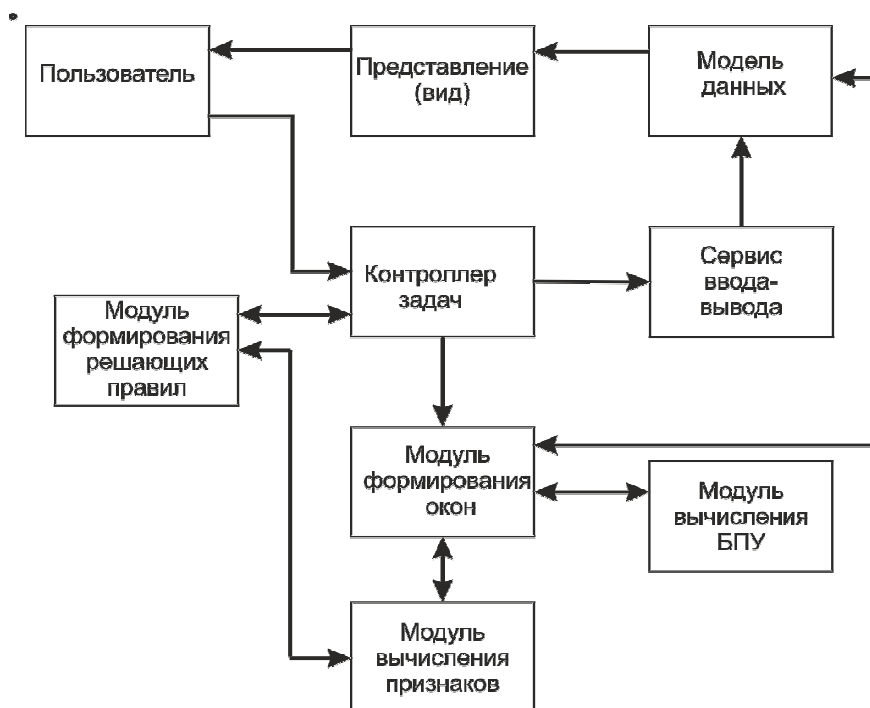 Пользователь
Представление
(вид)
Модель
данных
Контроллер
задач
Сервис
ввода-
вывода
Модуль
формирования
решающих
правил
Модуль
формирования
окон
Модуль
вычисления
БПУ
Модуль
вычисления
признаков